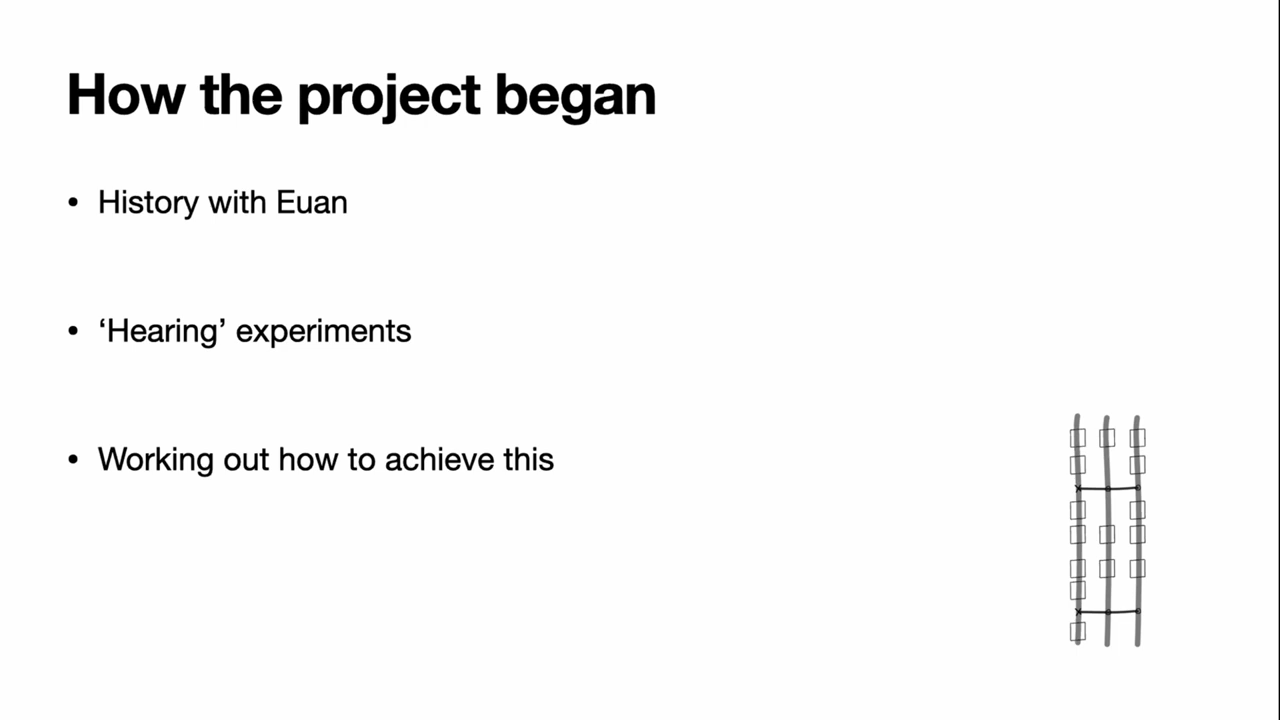 How the project began
• History with Euan
• ‘Hearing’ experiments
• Working out how to achieve this